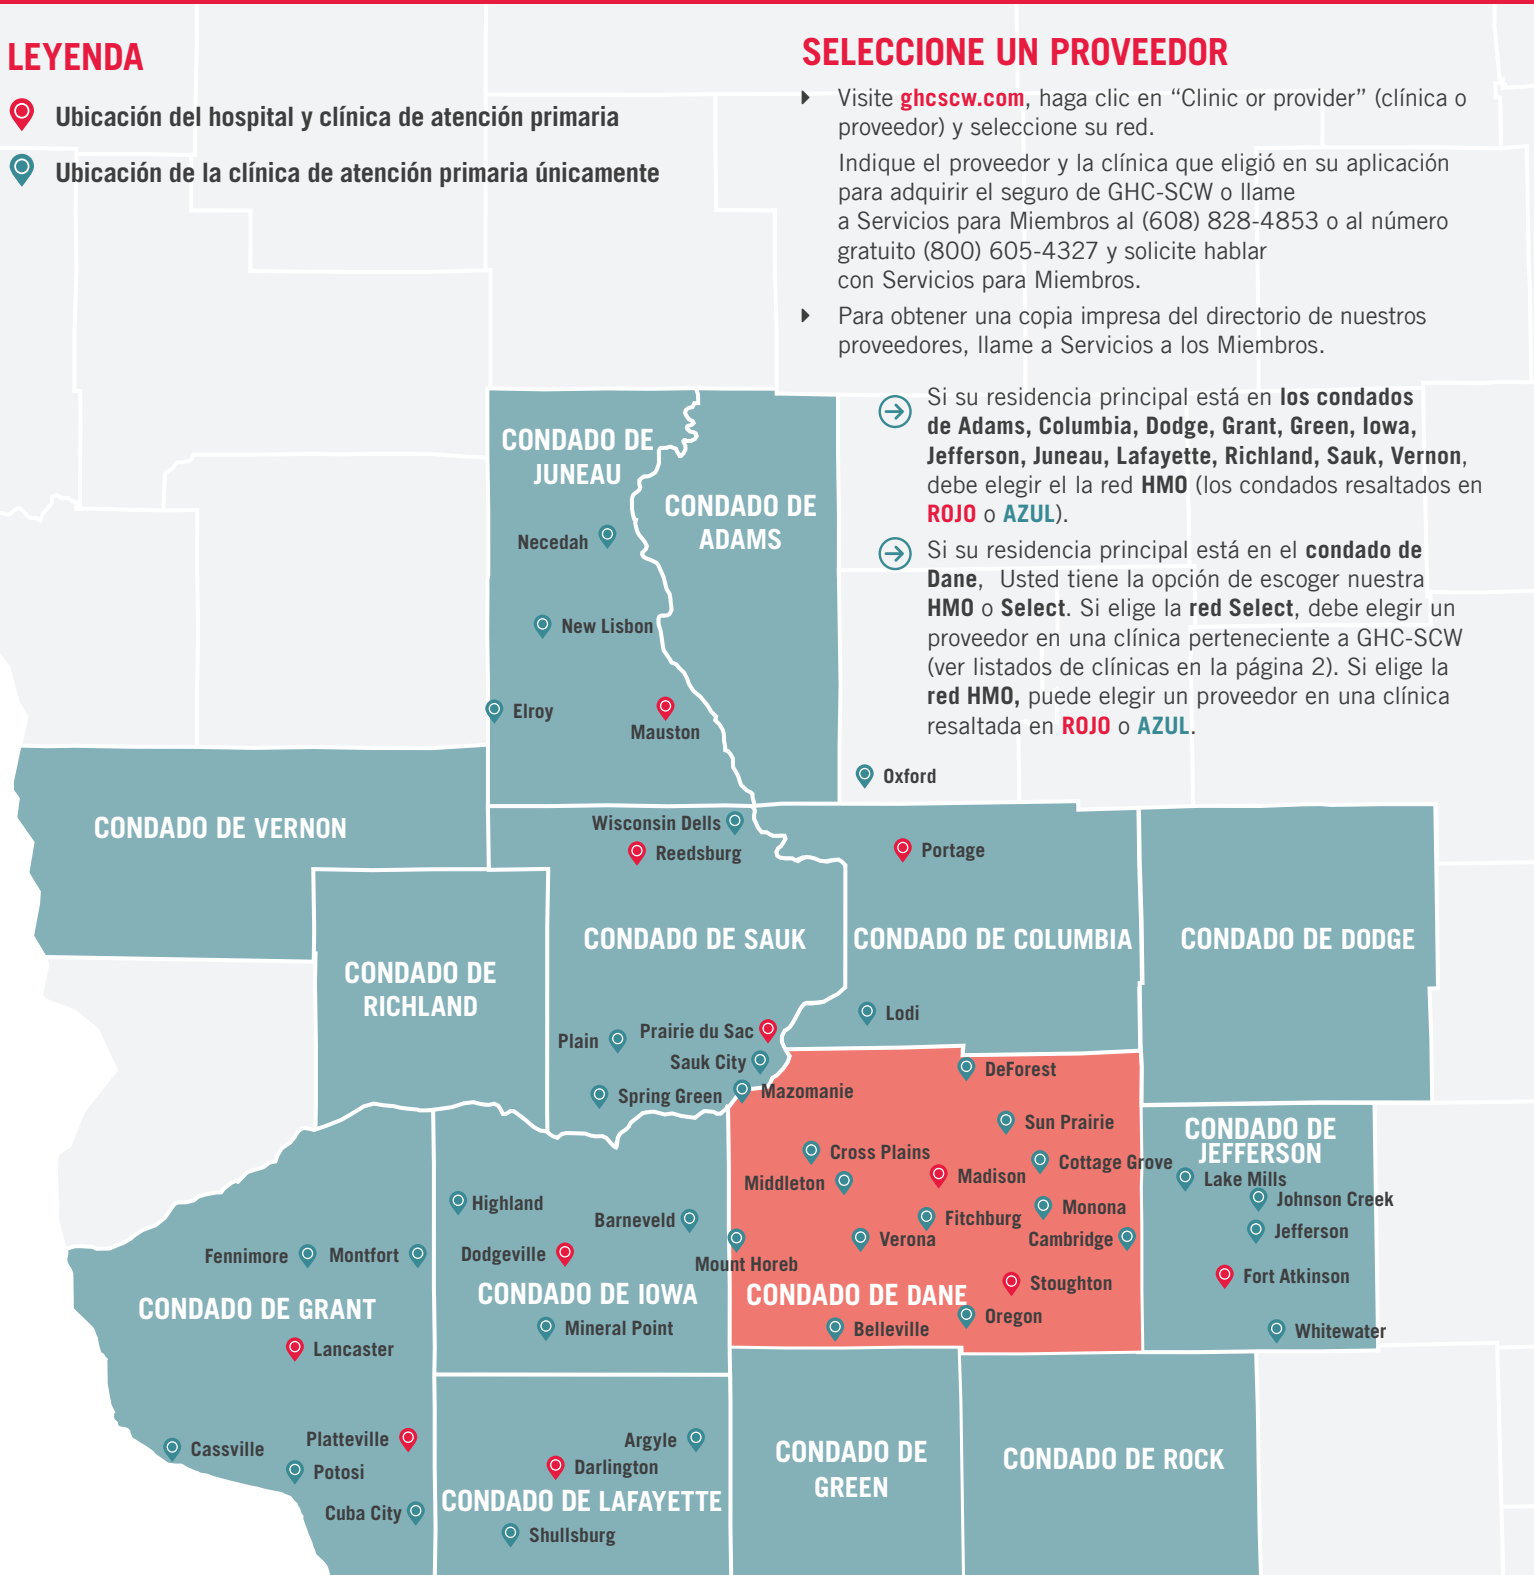 LEYENDA
Ubicación del hospital y clínica de atención primaria
Ubicación de la clínica de atención primaria únicamente
SELECCIONE UN PROVEEDOR
Visite ghcscw.com, haga clic en “Clinic or provider” (clínica o
proveedor) y seleccione su red.
Indique el proveedor y la clínica que eligió en su aplicación
para adquirir el seguro de GHC-SCW o llame
a Servicios para Miembros al (608) 828-4853 o al número
gratuito (800) 605-4327 y solicite hablar
con Servicios para Miembros.
Para obtener una copia impresa del directorio de nuestros
proveedores, llame a Servicios a los Miembros.
Si su residencia principal está en los condados
de Adams, Columbia, Dodge, Grant, Green, Iowa,
Jefferson, Juneau, Lafayette, Richland, Sauk, Vernon,
debe elegir el la red HMO (los condados resaltados en
ROJO o AZUL).
Si su residencia principal está en el condado de
Dane, Usted tiene la opción de escoger nuestra
HMO o Select. Si elige la red Select, debe elegir un
proveedor en una clínica perteneciente a GHC-SCW
(ver listados de clínicas en la página 2). Si elige la
red HMO, puede elegir un proveedor en una clínica
resaltada en ROJO o AZUL.
CONDADO DE
JUNEAU
CONDADO DE
ADAMS
Necedah
New Lisbon
Elroy
Mauston
Oxford
CONDADO DE VERNON
Wisconsin Dells
Reedsburg
Portage
CONDADO DE SAUK
CONDADO DE COLUMBIA
CONDADO DE DODGE
CONDADO DE
RICHLAND
Lodi
Plain
Prairie du Sac
Sauk City
Spring Green
Mazomanie
DeForest
Sun Prairie
CONDADO DE
JEFFERSON
Cross Plains
Cottage Grove
Middleton
Madison
Lake Mills
Johnson Creek
Highland
Barneveld
Fitchburg
Monona
Verona
Cambridge
Jefferson
Fennimore
Montfort
Dodgeville
Mount Horeb
Stoughton
Fort Atkinson
CONDADO DE GRANT
CONDADO DE IOWA
CONDADO DE DANE
Oregon
Mineral Point
Belleville
Whitewater
Lancaster
Platteville
Cassville
Potosi
Cuba City
Argyle
Darlington
CONDADO DE LAFAYETTE
Shullsburg
CONDADO DE
GREEN
CONDADO DE ROCK